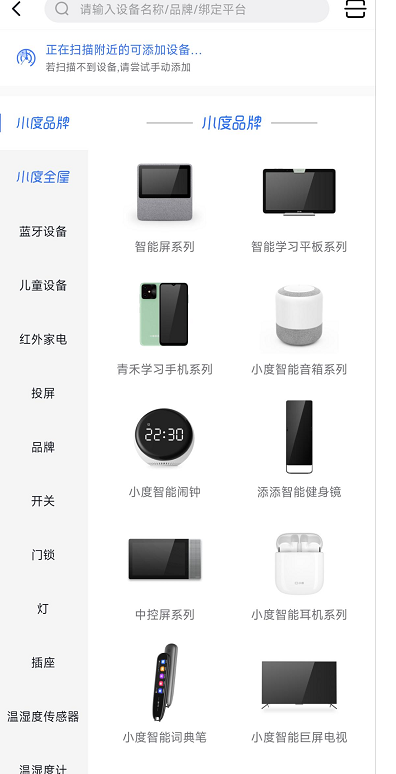 请输入设备名称/品牌/绑定平台
正在扫描附近的可添加设备...
若扫描不到设备,请尝试手动添加
小度品牌
小度全屋
蓝牙设备
儿童设备
红外家电
投屏
品牌
开关
门锁
灯
插座
温湿度传感器
温湿度计
小度品牌
智能屏系列
智能学习平板系列
青禾学习手机系列
小度智能音箱系列
22:30
小度智能闹钟
添添智能健身镜
中控屏系列
小度智能耳机系列
小度智能词典笔
小度智能巨屏电视